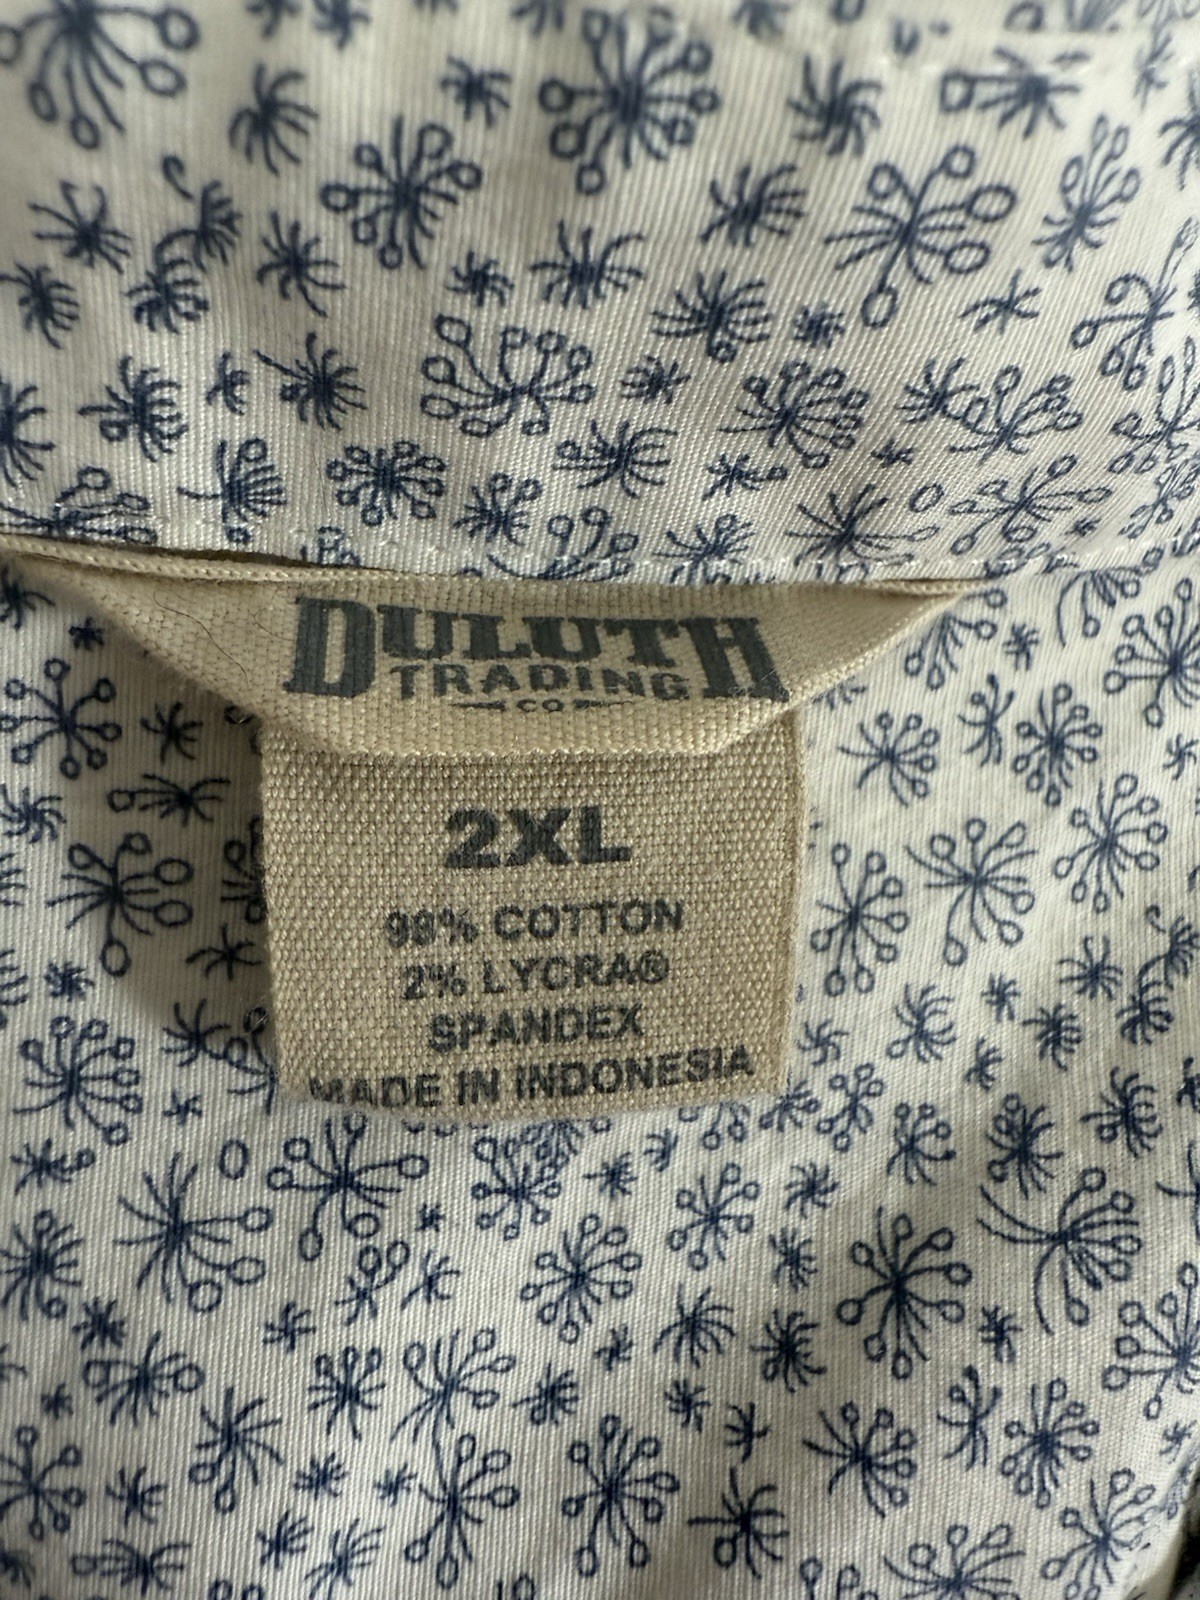 DULUTH
TRADING
CO
2XL
98% COTTON
2% LYCRA®
SPANDEX
MADE IN INDONESIA